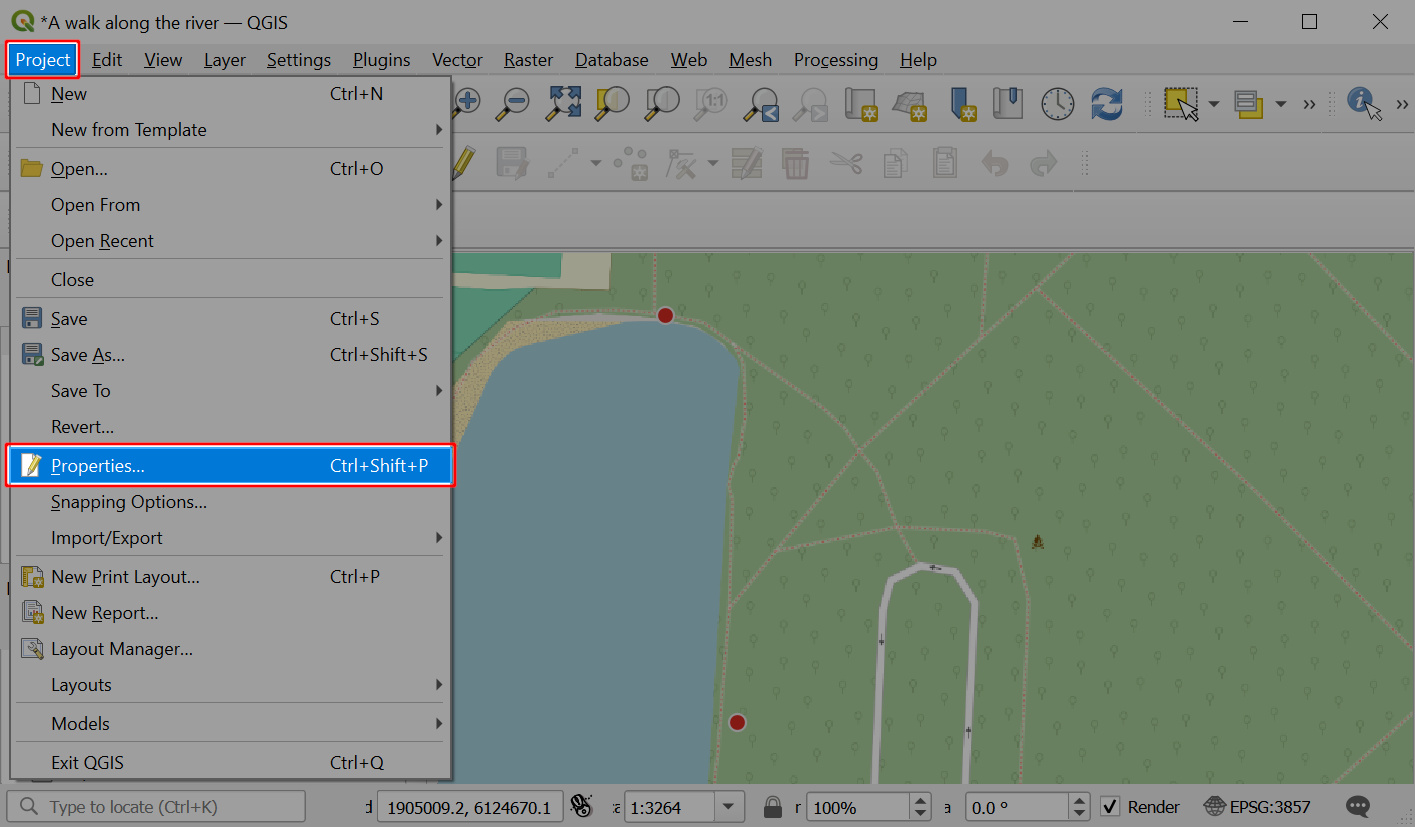 *A walk along the river — QGIS
Project Edit View Layer Settings Plugins Vector Raster Database Web Mesh Processing Help
New Ctrl+N
New from Template
Open... Ctrl+O
Open From
Open Recent
Close
Save Ctrl+S
Save As... Ctrl+Shift+S
Save To
Revert...
Properties... Ctrl+Shift+P
Snapping Options...
Import/Export
New Print Layout... Ctrl+P
New Report...
Layout Manager...
Layouts
Models
Exit QGIS Ctrl+Q
1:1
Type to locate (Ctrl+K) d 1905009.2, 6124670.1 1:3264 r 100% a 0.0 ° Render EPSG:3857